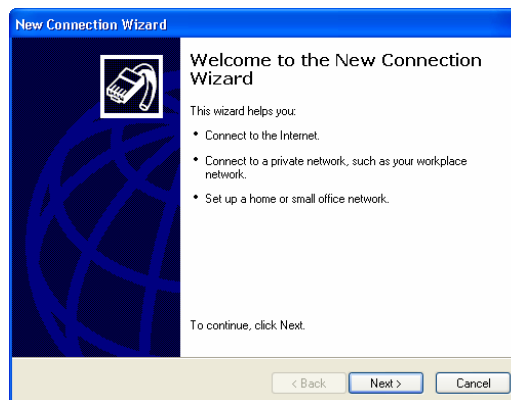 New Connection Wizard
Welcome to the New Connection
Wizard
This wizard helps you:
• Connect to the Internet.
• Connect to a private network, such as your workplace
network.
• Set up a home or small office network.
To continue, click Next.
< Back Next > Cancel